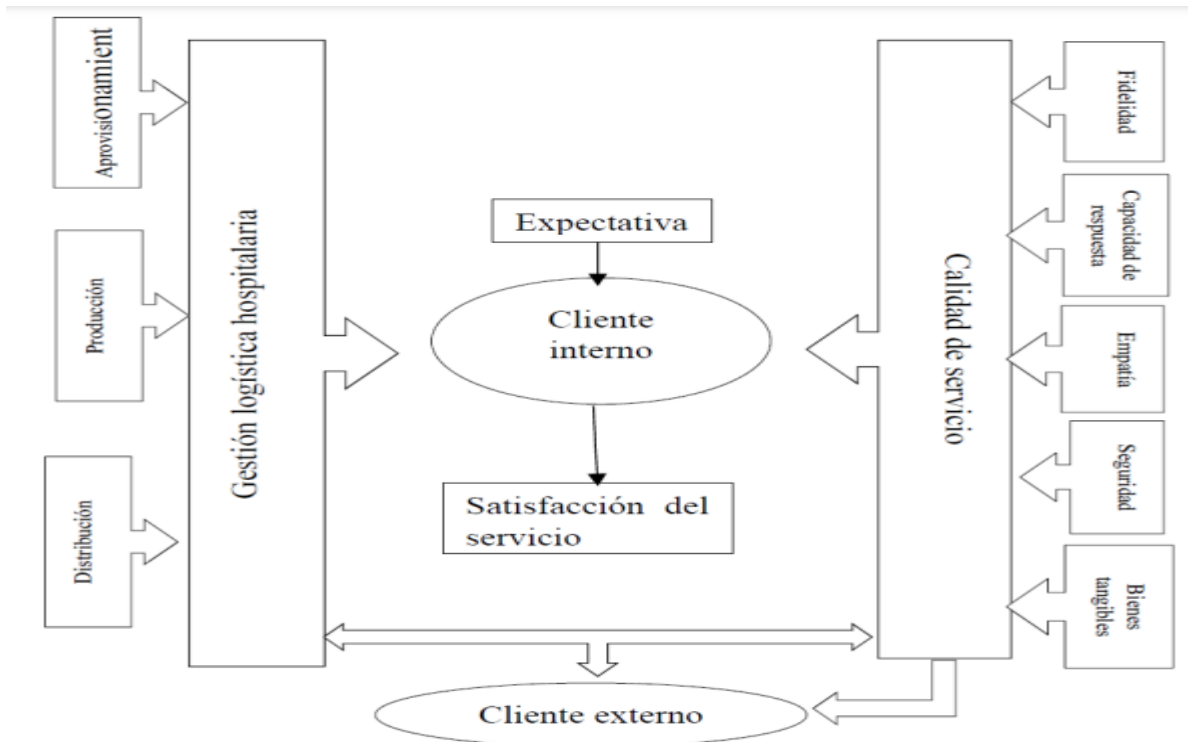 Aprovisionamient
Producción
Distribución
Gestión logística hospitalaria
Expectativa
Cliente
interno
Satisfacción del
servicio
Cliente externo
Calidad de servicio
Fidelidad
Capacidad de
respuesta
Empatía
Seguridad
Bienes
tangibles